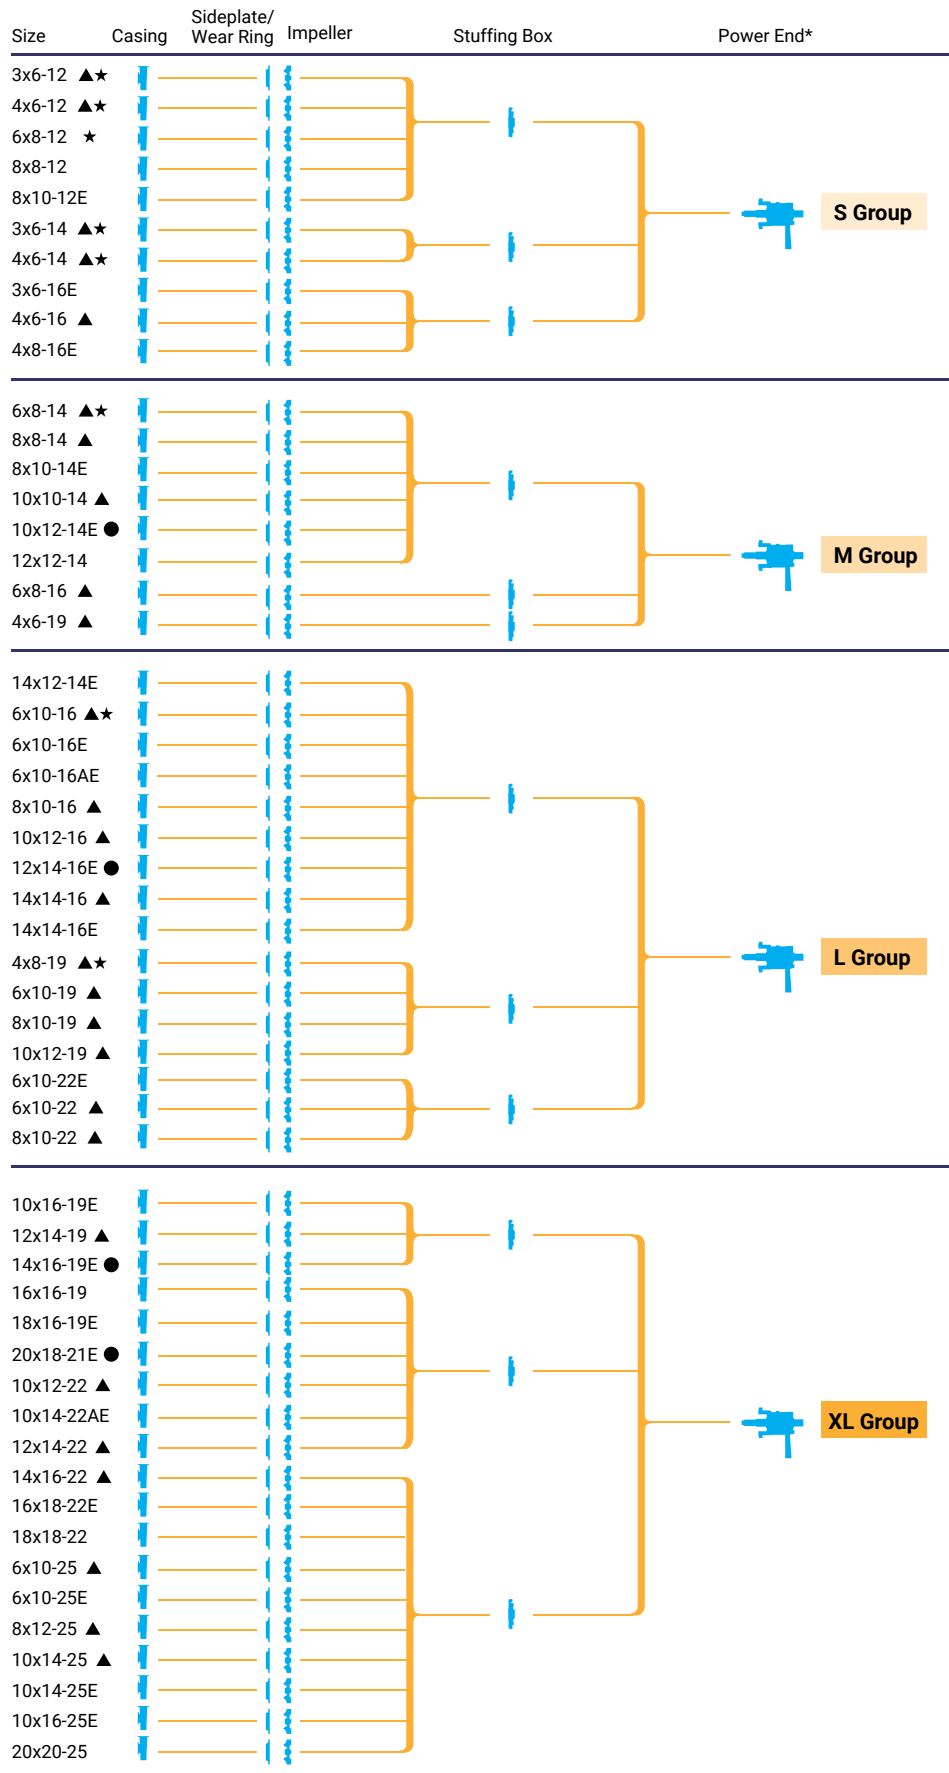 Size Casing Sideplate/ Wear Ring Impeller Stuffing Box Power End*
3x6-12 ▲★
4x6-12 ▲★
6x8-12 ★
8x8-12
8x10-12E
3x6-14 ▲★
4x6-14 ▲★
3x6-16E
4x6-16 ▲
4x8-16E
S Group
6x8-14 ▲★
8x8-14 ▲
8x10-14E
10x10-14 ▲
10x12-14E ●
12x12-14
6x8-16 ▲
4x6-19 ▲
M Group
14x12-14E
6x10-16 ▲★
6x10-16E
6x10-16AE
8x10-16 ▲
10x12-16 ▲
12x14-16E ●
14x14-16 ▲
14x14-16E
4x8-19 ▲★
6x10-19 ▲
8x10-19 ▲
10x12-19 ▲
6x10-22E
6x10-22 ▲
8x10-22 ▲
L Group
10x16-19E
12x14-19 ▲
14x16-19E ●
16x16-19
18x16-19E
20x18-21E ●
10x12-22 ▲
10x14-22AE
12x14-22 ▲
14x16-22 ▲
16x18-22E
18x18-22
6x10-25 ▲
6x10-25E
8x12-25 ▲
10x14-25 ▲
10x14-25E
10x16-25E
20x20-25
XL Group